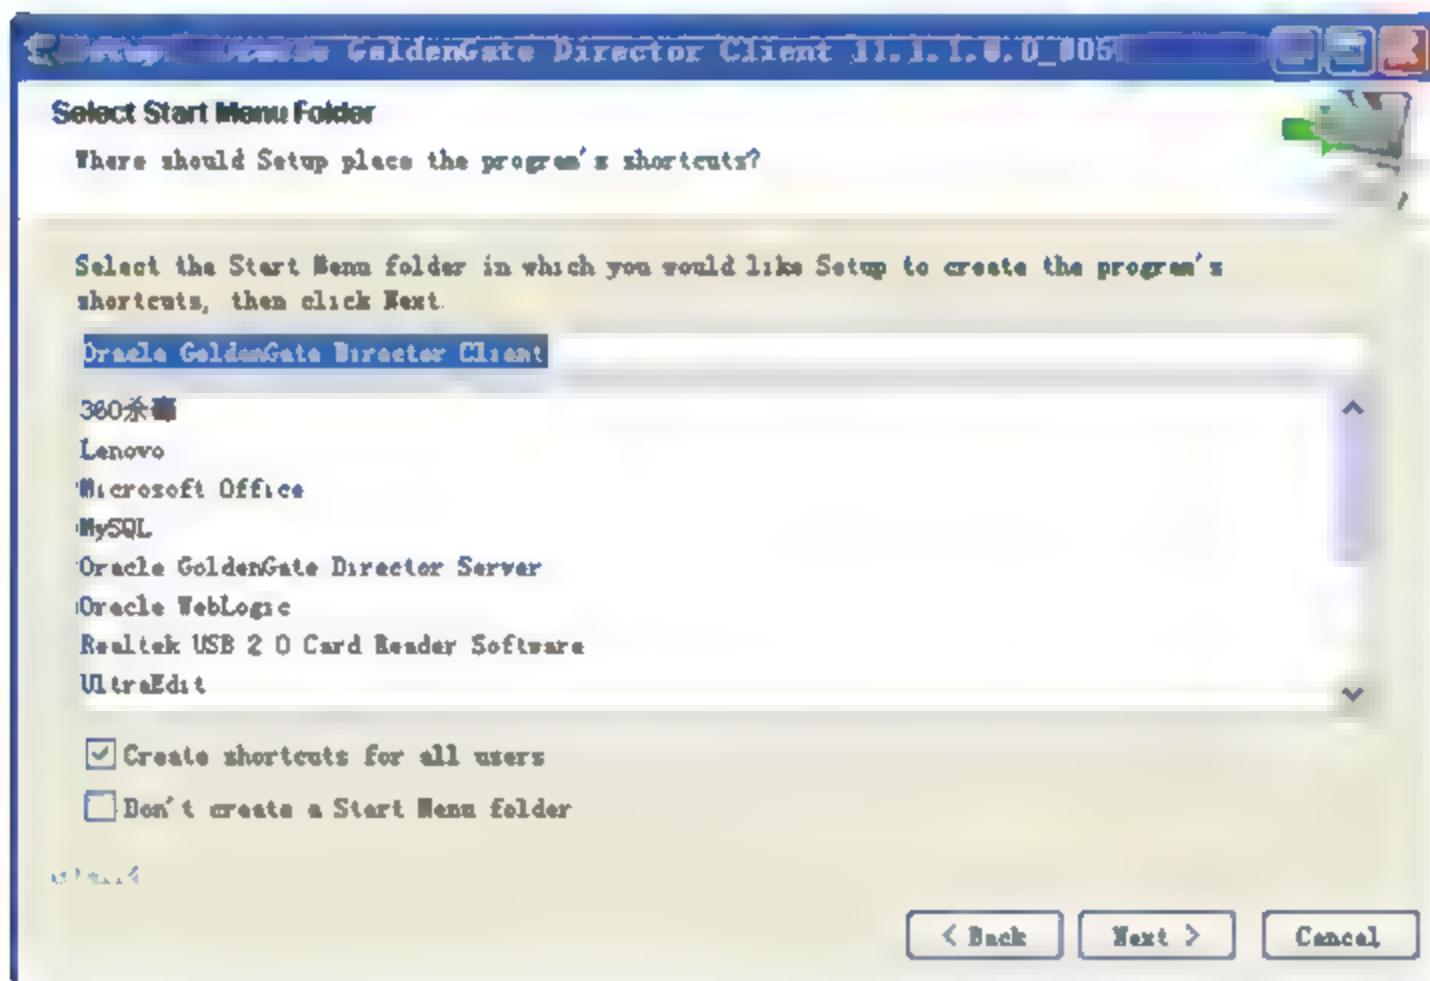 GoldenGate Director Client 11.1.1.0.0_005
Select Start Menu Folder
Where should Setup place the program's shortcuts?
Select the Start Menu folder in which you would like Setup to create the program's
shortcuts, then click Next.
Oracle GoldenGate Director Client
360杀毒
Lenovo
Microsoft Office
MySQL
Oracle GoldenGate Director Server
Oracle WebLogic
Realtek USB 2 0 Card Reader Software
UltraEdit
Create shortcuts for all users
Don't create a Start Menu folder
< Back
Next >
Cancel